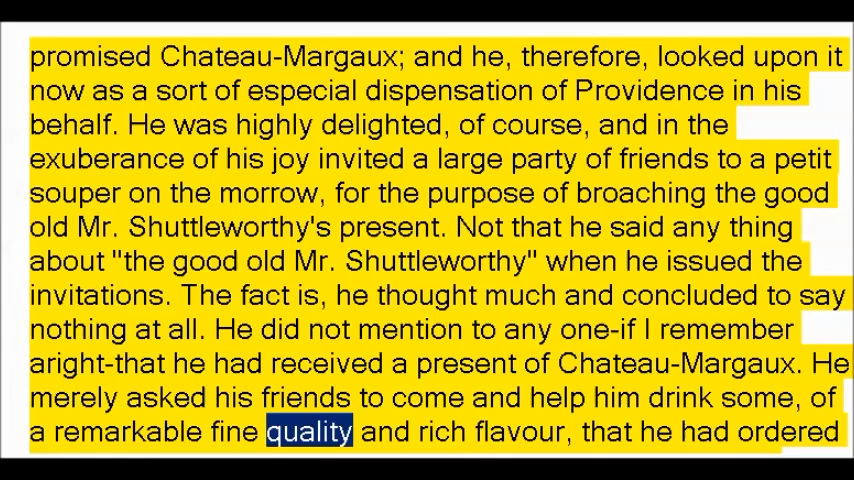 promised Chateau-Margaux; and he, therefore, looked upon it
now as a sort of especial dispensation of Providence in his
behalf. He was highly delighted, of course, and in the
exuberance of his joy invited a large party of friends to a petit
souper on the morrow, for the purpose of broaching the good
old Mr. Shuttleworthy's present. Not that he said any thing
about "the good old Mr. Shuttleworthy" when he issued the
invitations. The fact is, he thought much and concluded to say
nothing at all. He did not mention to any one-if I remember
aright-that he had received a present of Chateau-Margaux. He
merely asked his friends to come and help him drink some, of
a remarkable fine quality and rich flavour, that he had ordered